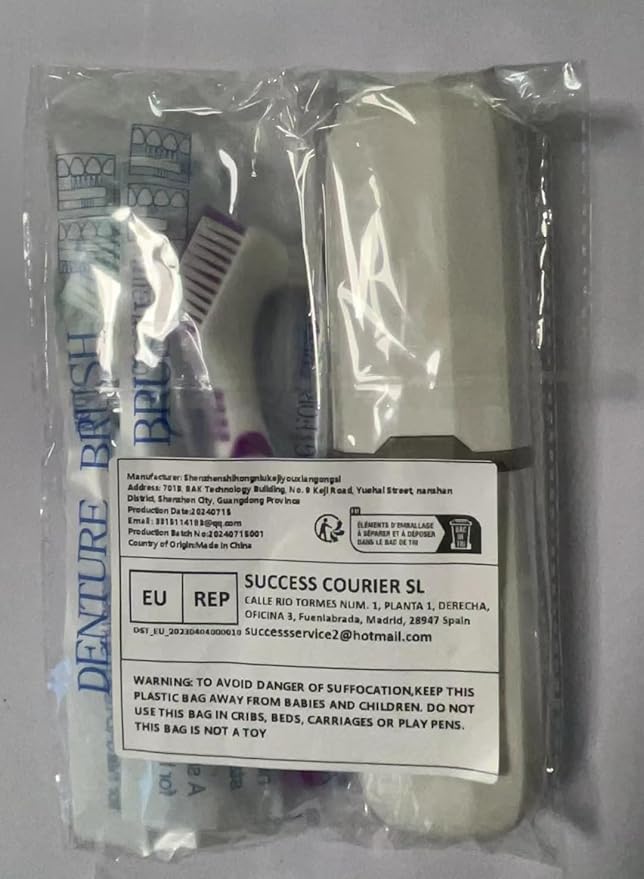 DENTURE BRUSH
BRUSH
Manufacturer: Shenzhenshihongniukejiyouxiangongsi
Address: 701B, BAK Technology Building, No. 9 Keji Road, Yuehai Street, nanshan
District, Shenzhen City, Guangdong Province
Production Date:20240715
Email: 3315114183@qq.com
Production Batch No:20240715001
Country of Origin:Made in China
FR
ÉLÉMENTS D'EMBALLAGE
À SÉPARER ET À DÉPOSER
DANS LE BAC DE TRI
BAC
DE
TRI
EU REP
SUCCESS COURIER SL
CALLE RIO TORMES NUM. 1, PLANTA 1, DERECHA,
OFICINA 3, Fuenlabrada, Madrid, 28947 Spain
DST_EU_20230404000010 successservice2@hotmail.com
WARNING: TO AVOID DANGER OF SUFFOCATION,KEEP THIS
PLASTIC BAG AWAY FROM BABIES AND CHILDREN. DO NOT
USE THIS BAG IN CRIBS, BEDS, CARRIAGES OR PLAY PENS.
THIS BAG IS NOT A TOY